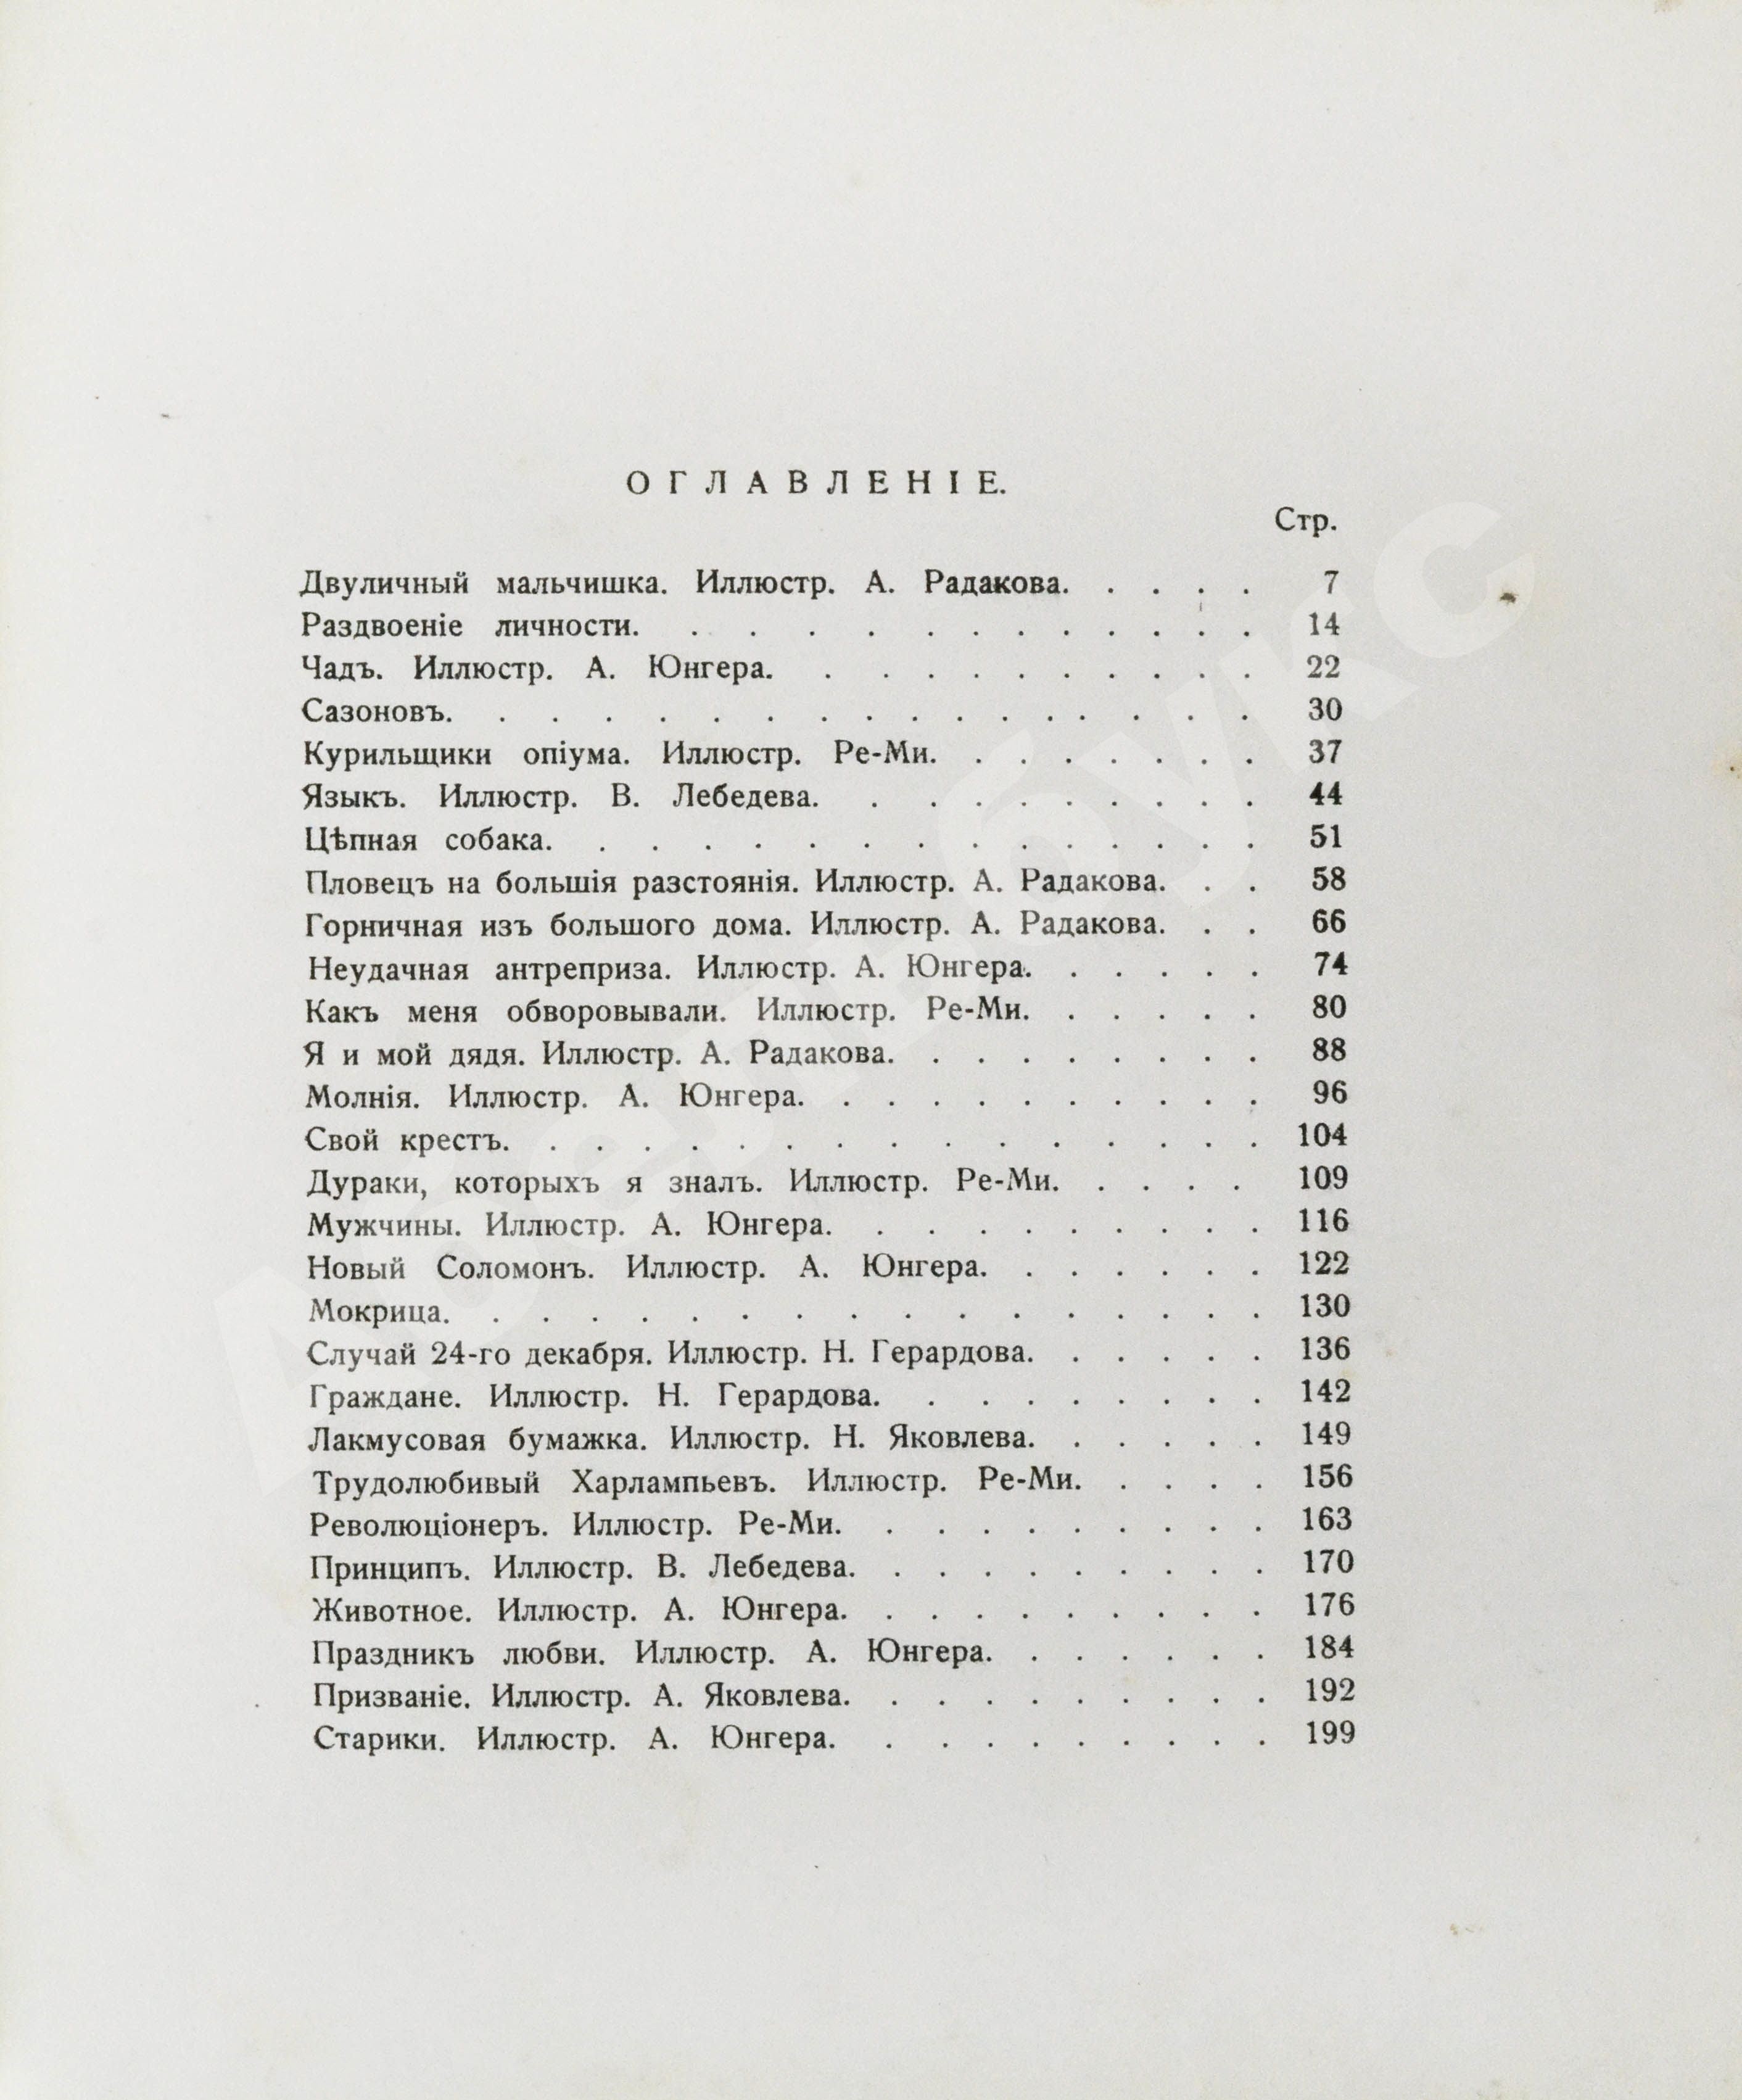 ОГЛАВЛЕНІЕ.
Стр.
Двуличный мальчишка. Иллюстр. А. Радакова. . . . . 7
Раздвоеніе личности. . . . . . . . . . . . 14
Чадъ. Иллюстр. А. Юнгера. . . . . . . . . . . 22
Сазоновъ. . . . . . . . . . . . . . . . 30
Курильщики опіума. Иллюстр. Ре-Ми. . . . . . . . 37
Языкъ. Иллюстр. В. Лебедева. . . . . . . . . . 44
Цѣпная собака. . . . . . . . . . . . . . 51
Пловецъ на большія разстоянія. Иллюстр. А. Радакова. . . 58
Горничная изъ большого дома. Иллюстр. А. Радакова. . . 66
Неудачная антреприза. Иллюстр. А. Юнгера. . . . . . 74
Какъ меня обворовывали. Иллюстр. Ре-Ми. . . . . . 80
Я и мой дядя. Иллюстр. А. Радакова. . . . . . . . . 88
Молнія. Иллюстр. А. Юнгера. . . . . . . . . . . 96
Свой крестъ. . . . . . . . . . . . . . . 104
Дураки, которыхъ я зналъ. Иллюстр. Ре-Ми. . . . . 109
Мужчины. Иллюстр. А. Юнгера. . . . . . . . . . 116
Новый Соломонъ. Иллюстр. А. Юнгера. . . . . . . 122
Мокрица. . . . . . . . . . . . . . . . 130
Случай 24-го декабря. Иллюстр. Н. Герардова. . . . . . 136
Граждане. Иллюстр. Н. Герардова. . . . . . . . . 142
Лакмусовая бумажка. Иллюстр. Н. Яковлева. . . . . . 149
Трудолюбивый Харлампьевъ. Иллюстр. Ре-Ми. . . . . 156
Революціонеръ. Иллюстр. Ре-Ми. . . . . . . . . . 163
Принципъ. Иллюстр. В. Лебедева. . . . . . . . . . 170
Животное. Иллюстр. А. Юнгера. . . . . . . . . . 176
Праздникъ любви. Иллюстр. А. Юнгера. . . . . . . 184
Призваніе. Иллюстр. А. Яковлева. . . . . . . . . . 192
Старики. Иллюстр. А. Юнгера. . . . . . . . . . 199